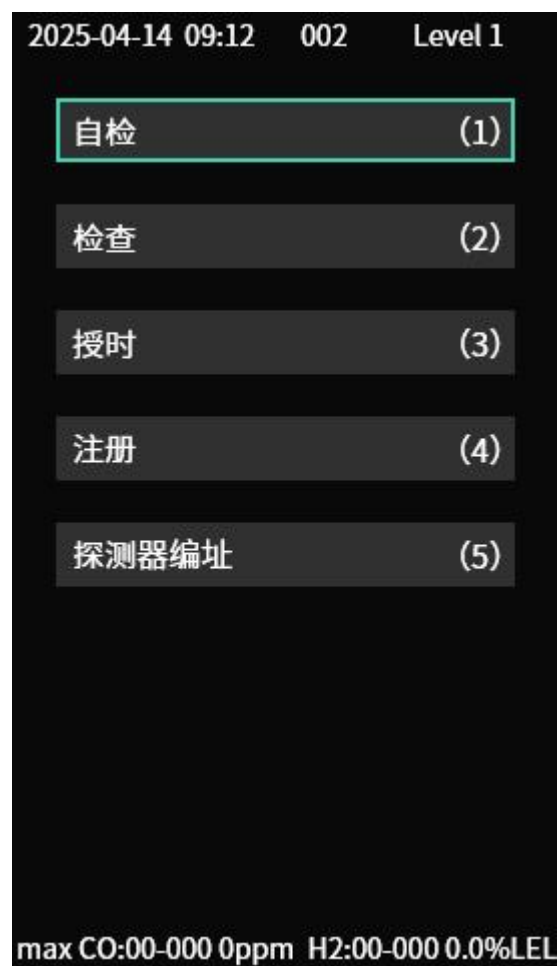 2025-04-14 09:12 002 Level 1
自检 (1)
检查 (2)
授时 (3)
注册 (4)
探测器编址 (5)
max CO:00-000 0ppm H2:00-000 0.0%LEL